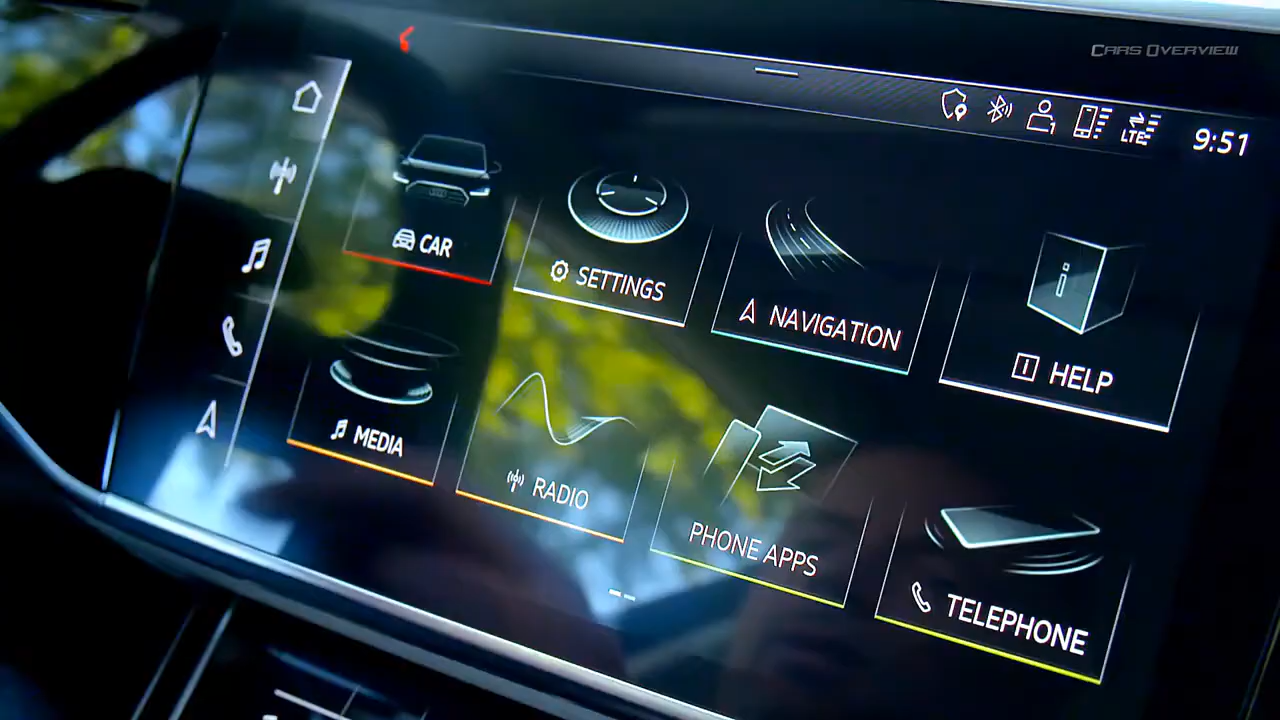 CARS OVERVIEW
LTE
9:51
CAR
SETTINGS
NAVIGATION
HELP
MEDIA
RADIO
PHONE APPS
TELEPHONE